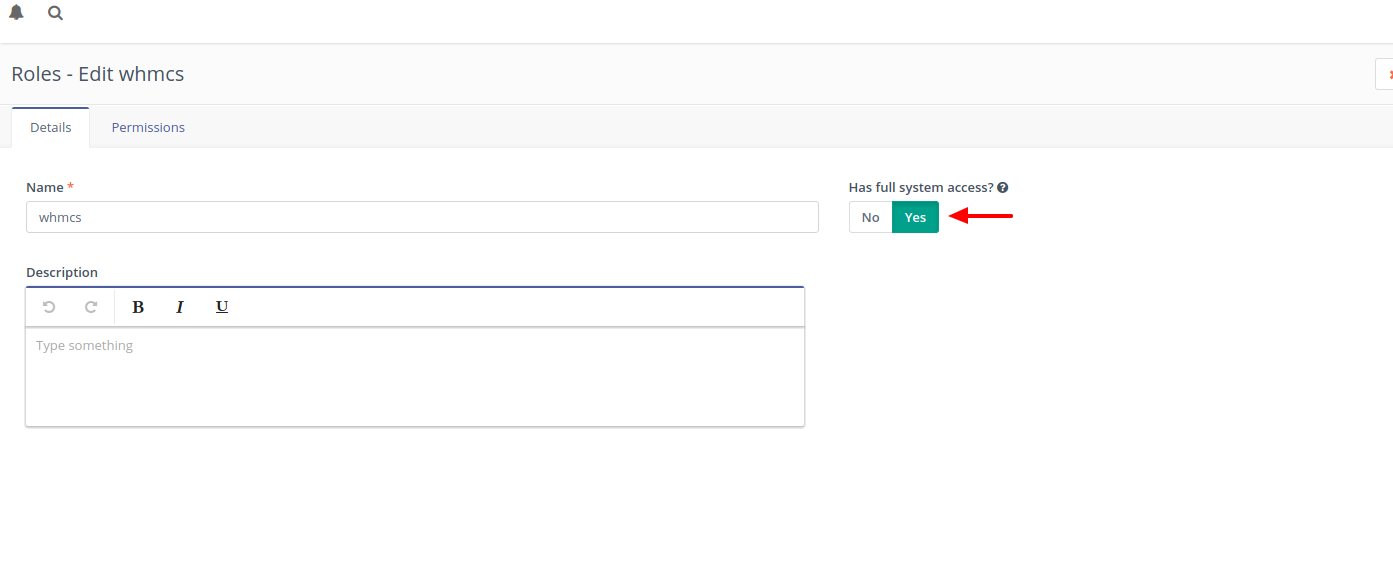 Roles - Edit whmcs
Details Permissions
Name *
Has full system access?
whmcs
No Yes
Description
B I U
Type something